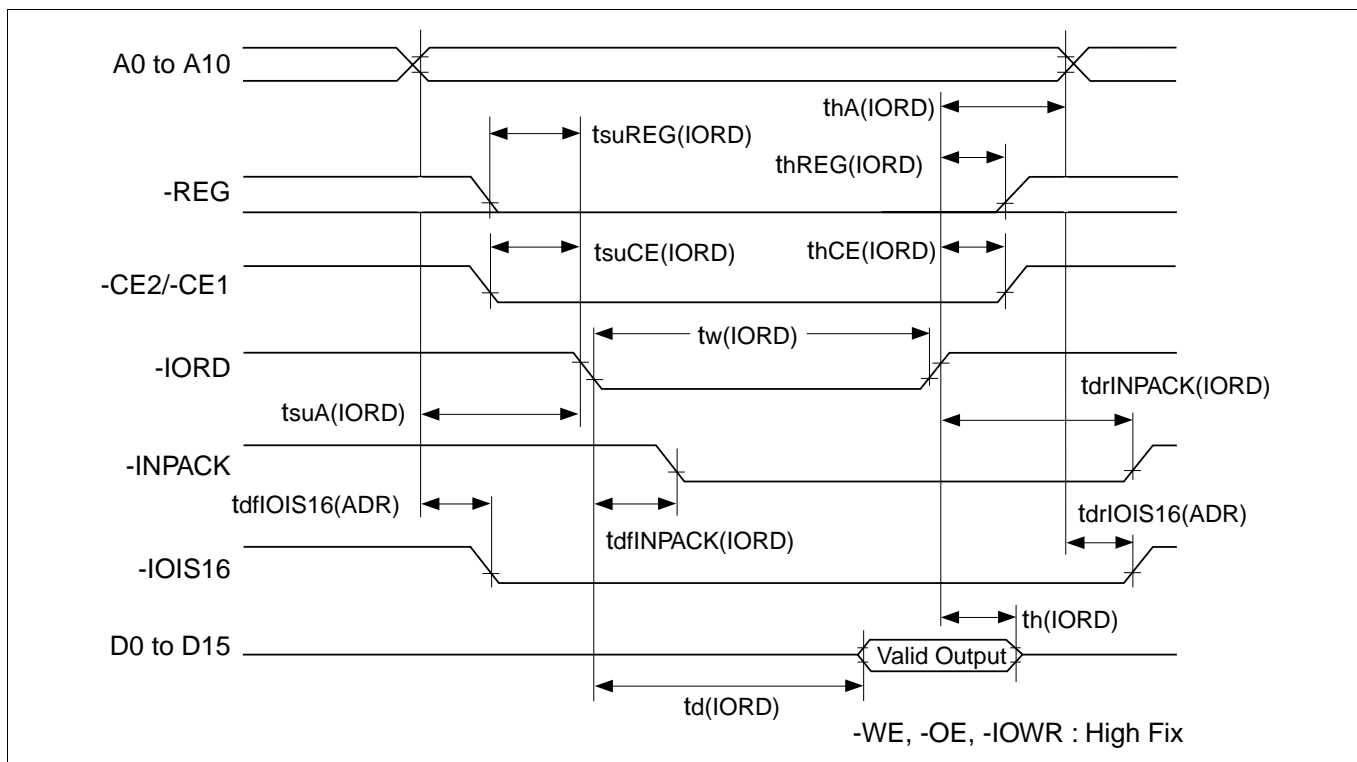 A0 to A10
thA(IORD)
tsuREG(IORD)
thREG(IORD)
-REG
tsuCE(IORD)
thCE(IORD)
-CE2/-CE1
tw(IORD)
-IORD
tdrINPACK(IORD)
tsuA(IORD)
-INPACK
tdfIOIS16(ADR)
tdrIOIS16(ADR)
tdfINPACK(IORD)
-IOIS16
th(IORD)
D0 to D15
Valid Output
td(IORD)
-WE, -OE, -IOWR : High Fix